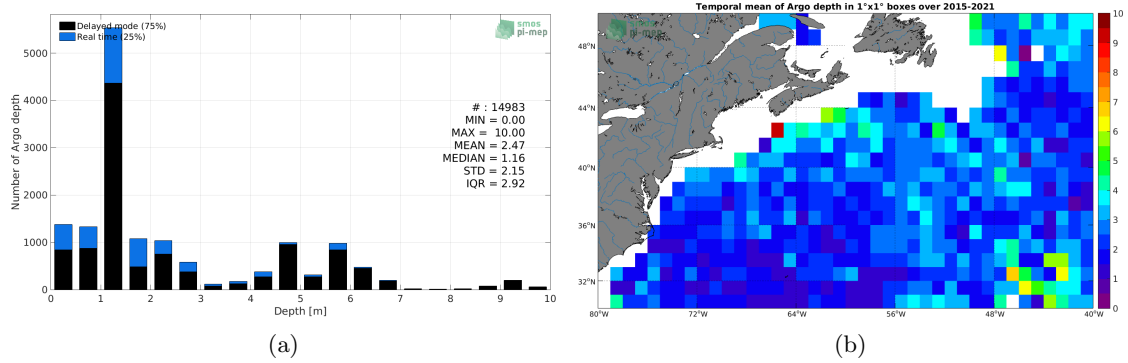 Delayed mode (75%)
Real time (25%)
smos
pi-mep
# : 14983
MIN = 0.00
MAX = 10.00
MEAN = 2.47
MEDIAN = 1.16
STD = 2.15
IQR = 2.92
Number of Argo depth
5000
4000
3000
2000
1000
0
0 1 2 3 4 5 6 7 8 9 10
Depth [m]
(a)
Temporal mean of Argo depth in 1°x1° boxes over 2015-2021
smos
pi-mep
48°N
44°N
40°N
36°N
32°N
80°W 72°W 64°W 56°W 48°W 40°W
10
9
8
7
6
5
4
3
2
1
0
(b)